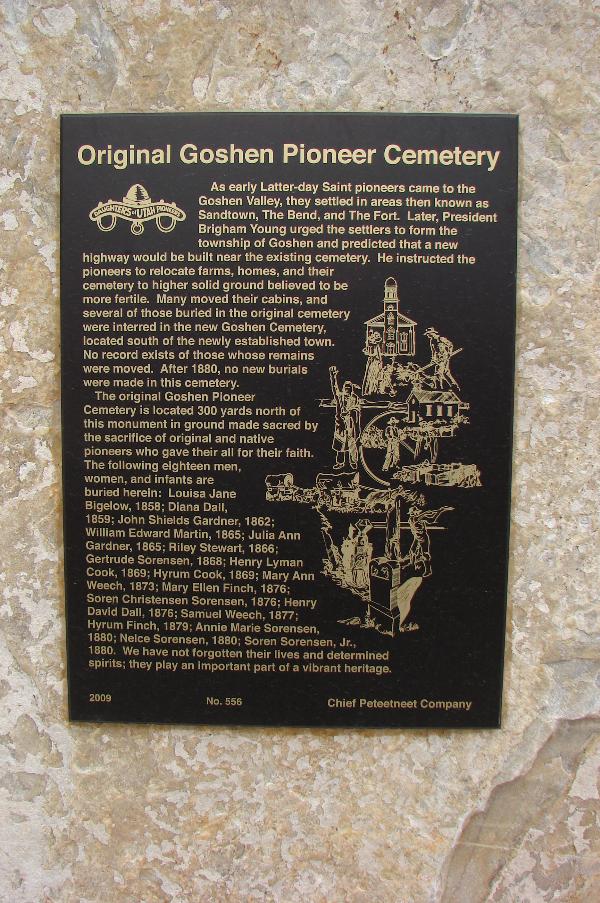 Original Goshen Pioneer Cemetery
DAUGHTERS of UTAH PIONEERS
As early Latter-day Saint pioneers came to the
Goshen Valley, they settled in areas then known as
Sandtown, The Bend, and The Fort. Later, President
Brigham Young urged the settlers to form the
township of Goshen and predicted that a new
highway would be built near the existing cemetery. He instructed the
pioneers to relocate farms, homes, and their
cemetery to higher solid ground believed to be
more fertile. Many moved their cabins, and
several of those buried in the original cemetery
were interred in the new Goshen Cemetery,
located south of the newly established town.
No record exists of those whose remains
were moved. After 1880, no new burials
were made in this cemetery.
The original Goshen Pioneer
Cemetery is located 300 yards north of
this monument in ground made sacred by
the sacrifice of original and native
pioneers who gave their all for their faith.
The following eighteen men,
women, and infants are
buried herein: Louisa Jane
Bigelow, 1858; Diana Dall,
1859; John Shields Gardner, 1862;
William Edward Martin, 1865; Julia Ann
Gardner, 1865; Riley Stewart, 1866;
Gertrude Sorensen, 1868; Henry Lyman
Cook, 1869; Hyrum Cook, 1869; Mary Ann
Weech, 1873; Mary Ellen Finch, 1876;
Soren Christensen Sorensen, 1876; Henry
David Dall, 1876; Samuel Weech, 1877;
Hyrum Finch, 1879; Annie Marie Sorensen,
1880; Nelce Sorensen, 1880; Soren Sorensen, Jr.,
1880. We have not forgotten their lives and determined
spirits; they play an important part of a vibrant heritage.
2009 No. 556 Chief Peteetneet Company